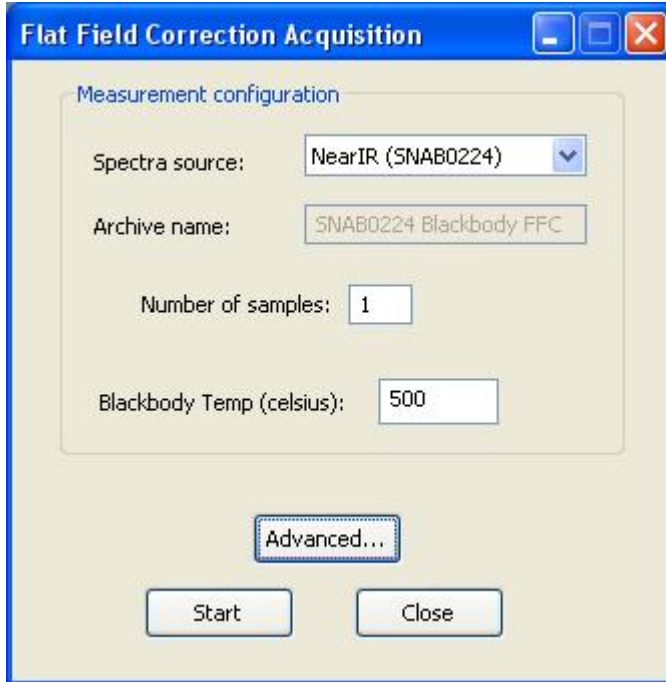 Flat Field Correction Acquisition
Measurement configuration
Spectra source: NearIR (SNAB0224)
Archive name: SNAB0224 Blackbody FFC
Number of samples: 1
Blackbody Temp (celsius): 500
Advanced...
Start Close